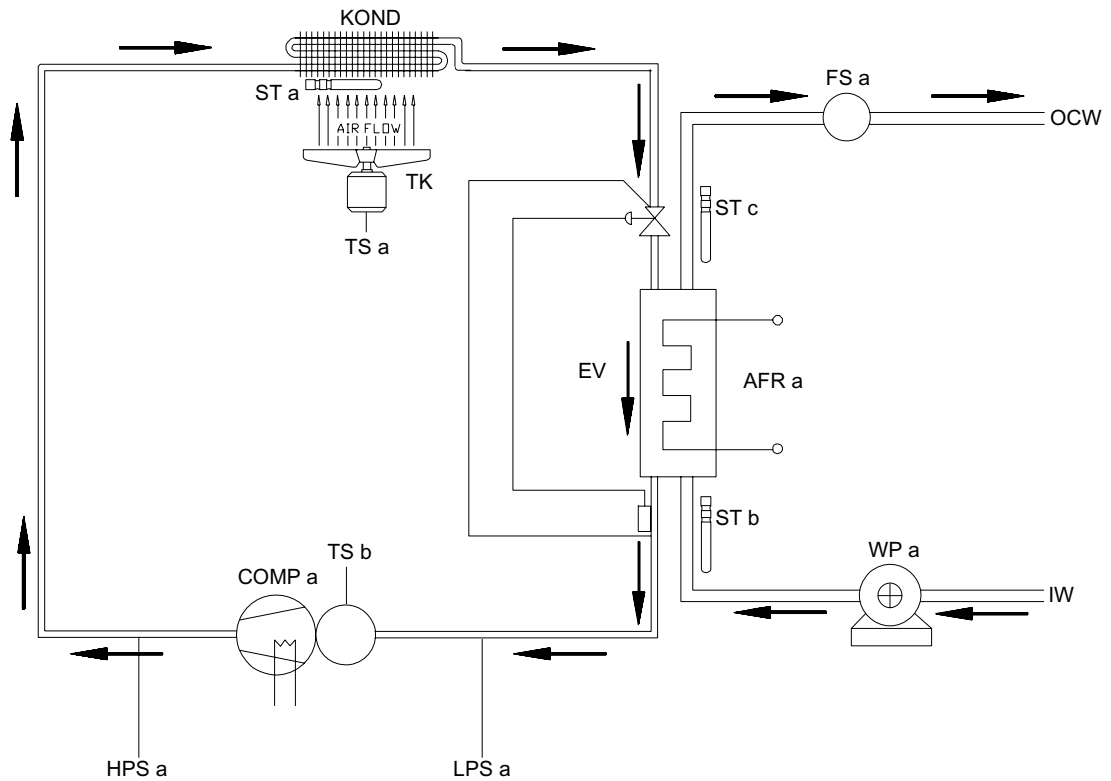 KOND
FS a
ST a
OCW
AIR FLOW
TK
ST c
TS a
EV
AFR a
ST b
TS b
WP a
COMP a
IW
HPS a
LPS a